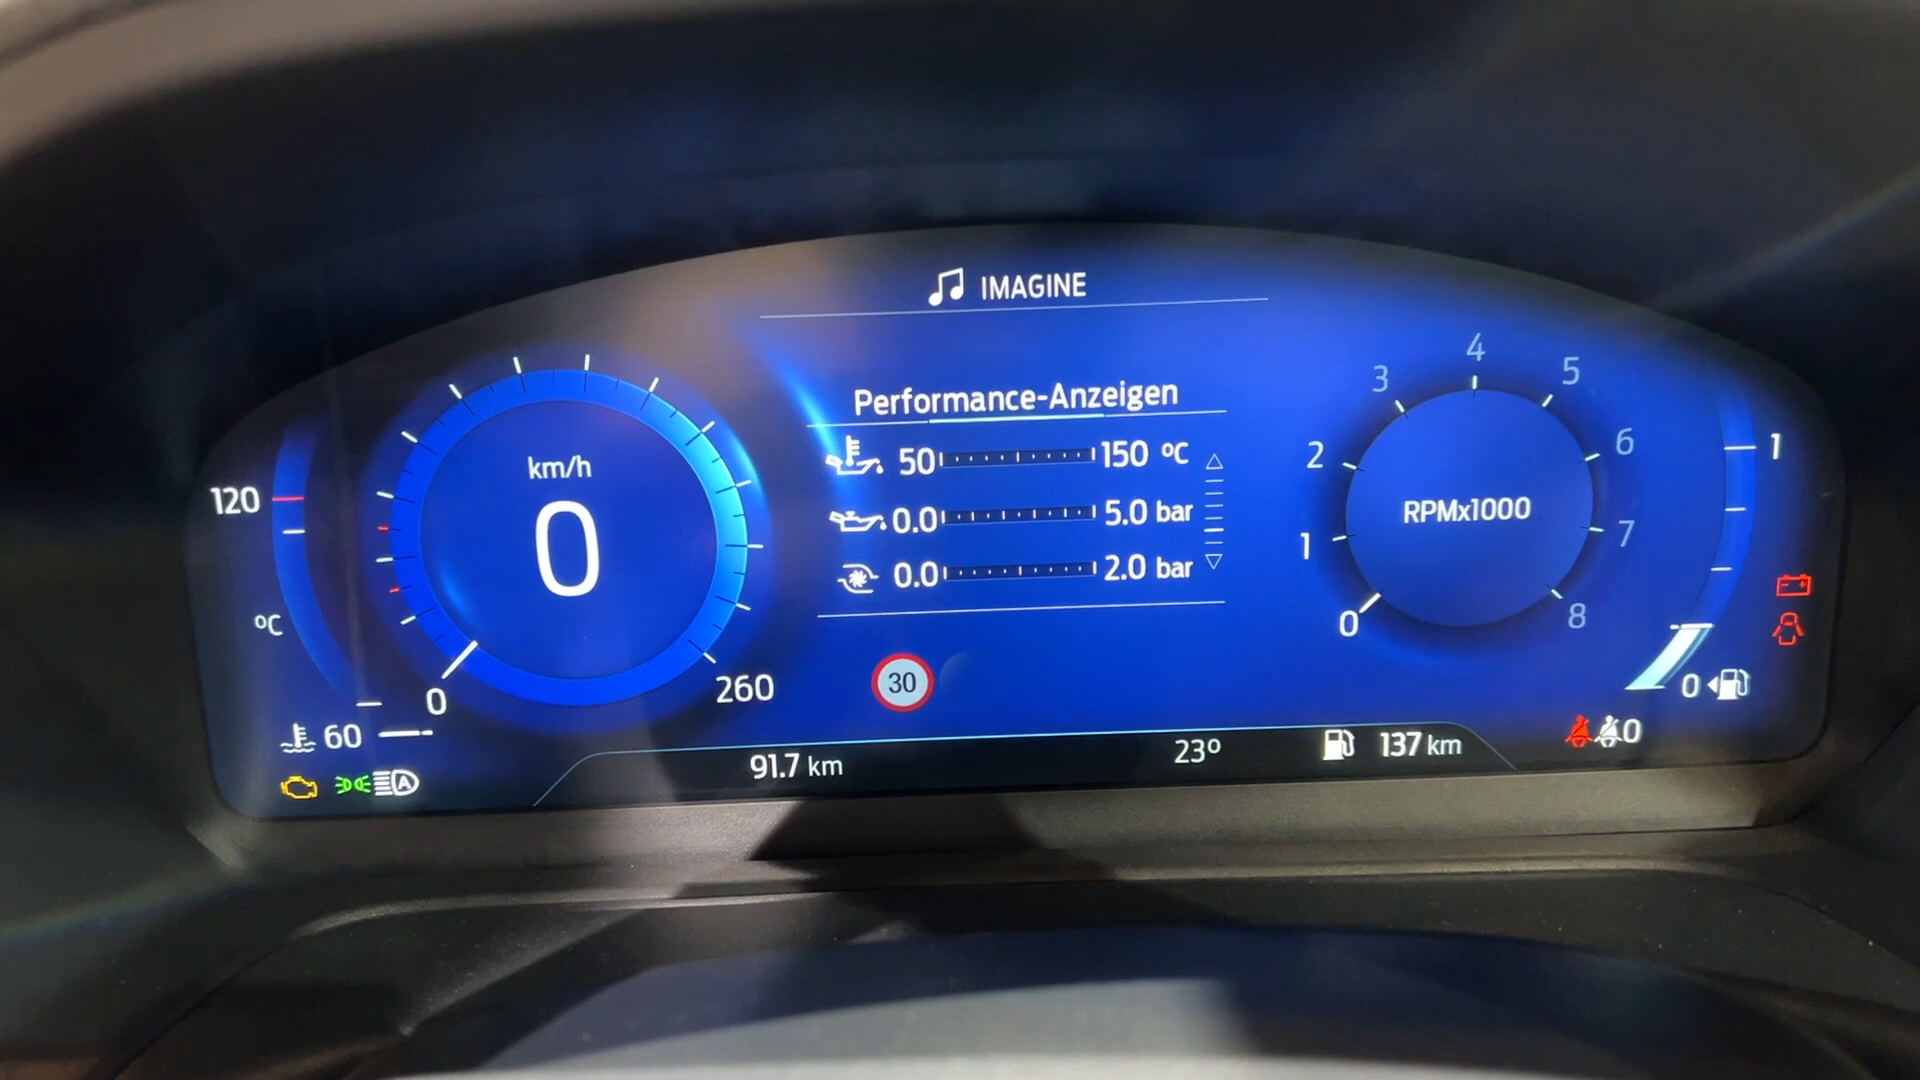 IMAGINE
Performance-Anzeigen
50 150 ºC
0.0 5.0 bar
0.0 2.0 bar
30
km/h
0
0
260
120
ºC
60
RPMx1000
0
1
2
3
4
5
6
7
8
1
0
0
A
91.7 km
23º
137 km